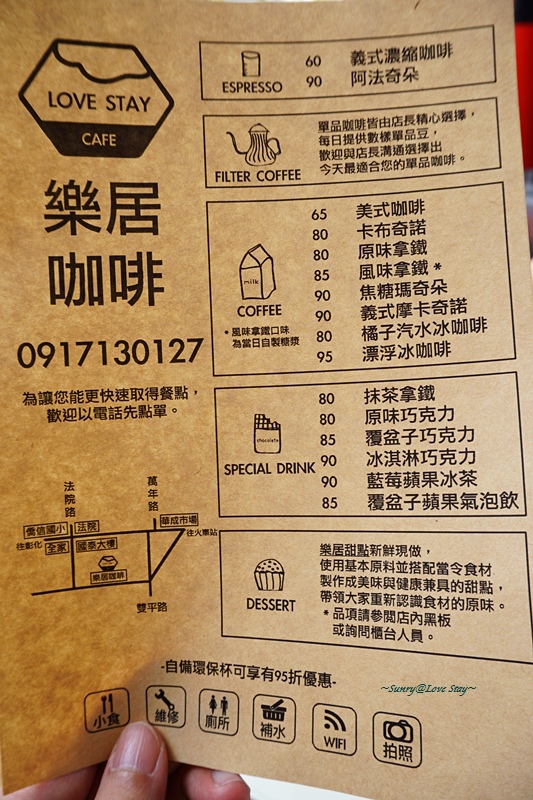 LOVE STAY
CAFE
樂居
咖啡
0917130127
為讓您能更快速取得餐點，
歡迎以電話先點單。
法院路
萬年路
僑信國小
法院
華成市場
往彰化
全家
國泰大樓
往火車站
樂居咖啡
雙平路
ESPRESSO
60 義式濃縮咖啡
90 阿法奇朵
FILTER COFFEE
單品咖啡皆由店長精心選擇，
每日提供數樣單品豆，
歡迎與店長溝通選擇出
今天最適合您的單品咖啡。
milk
COFFEE
*風味拿鐵口味
為當日自製糖漿
65 美式咖啡
80 卡布奇諾
80 原味拿鐵
85 風味拿鐵*
90 焦糖瑪奇朵
90 義式摩卡奇諾
80 橘子汽水冰咖啡
95 漂浮冰咖啡
chocolate
SPECIAL DRINK
80 抹茶拿鐵
80 原味巧克力
85 覆盆子巧克力
90 冰淇淋巧克力
90 藍莓蘋果冰茶
85 覆盆子蘋果氣泡飲
DESSERT
樂居甜點新鮮現做，
使用基本原料並搭配當令食材
製作成美味與健康兼具的甜點，
帶領大家重新認識食材的原味。
*品項請參閱店內黑板
或詢問櫃台人員。
-自備環保杯可享有95折優惠-
~Sunry@Love Stay~
小食
維修
廁所
補水
WIFI
拍照